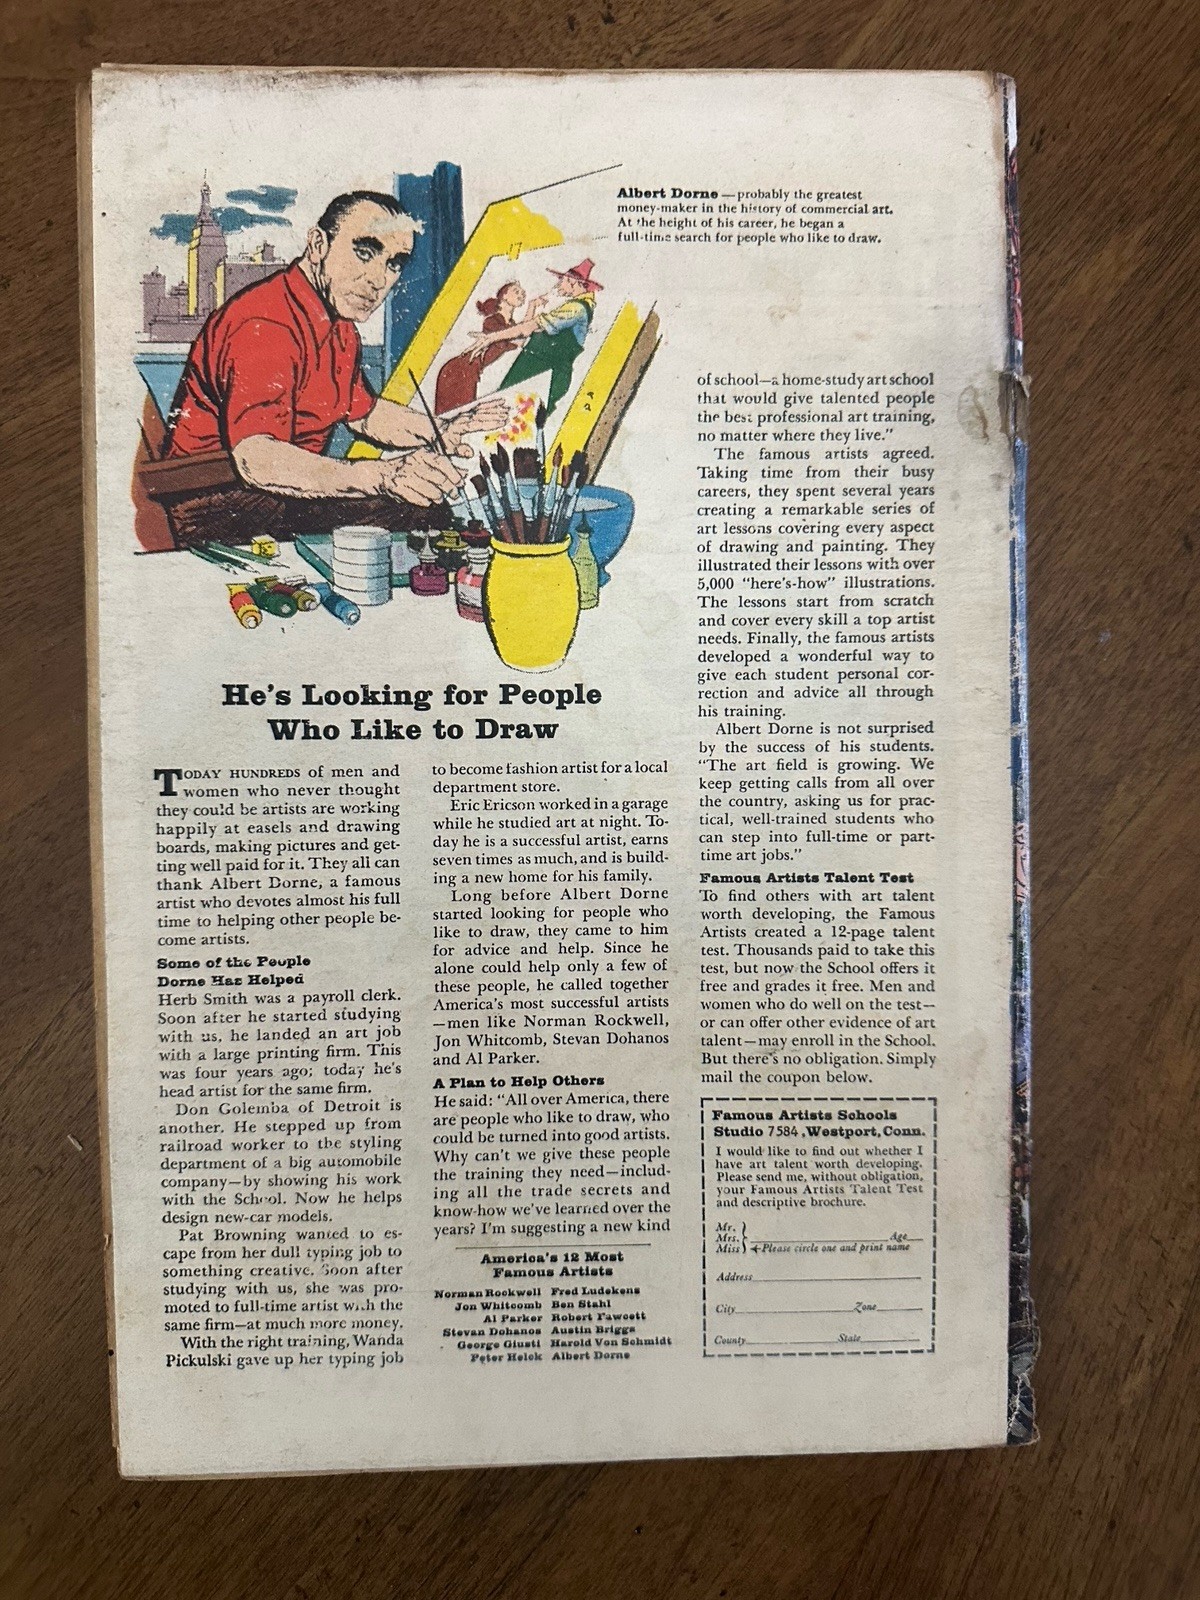 Albert Dorne — probably the greatest
money-maker in the history of commercial art.
At the height of his career, he began a
full-time search for people who like to draw.
He's Looking for People
Who Like to Draw
TODAY HUNDREDS of men and
women who never thought
they could be artists are working
happily at easels and drawing
boards, making pictures and get-
ting well paid for it. They all can
thank Albert Dorne, a famous
artist who devotes almost his full
time to helping other people be-
come artists.
Some of the People
Dorne Has Helped
Herb Smith was a payroll clerk.
Soon after he started studying
with us, he landed an art job
with a large printing firm. This
was four years ago; today he's
head artist for the same firm.
Don Golemba of Detroit is
another. He stepped up from
railroad worker to the styling
department of a big automobile
company—by showing his work
with the School. Now he helps
design new-car models.
Pat Browning wanted to es-
cape from her dull typing job to
something creative. Soon after
studying with us, she was pro-
moted to full-time artist with the
same firm—at much more money.
With the right training, Wanda
Pickulski gave up her typing job
to become fashion artist for a local
department store.
Eric Ericson worked in a garage
while he studied art at night. To-
day he is a successful artist, earns
seven times as much, and is build-
ing a new home for his family.
Long before Albert Dorne
started looking for people who
like to draw, they came to him
for advice and help. Since he
alone could help only a few of
these people, he called together
America's most successful artists
—men like Norman Rockwell,
Jon Whitcomb, Stevan Dohanos
and Al Parker.
A Plan to Help Others
He said: "All over America, there
are people who like to draw, who
could be turned into good artists.
Why can't we give these people
the training they need—includ-
ing all the trade secrets and
know-how we've learned over the
years? I'm suggesting a new kind
America's 12 Most
Famous Artists
Norman Rockwell Fred Ludekens
Jon Whitcomb Ben Stahl
Al Parker Robert Fawcett
Stevan Dohanos Austin Briggs
George Giusti Harold Von Schmidt
Peter Helck Albert Dorne
of school—a home-study art school
that would give talented people
the best professional art training,
no matter where they live."
The famous artists agreed.
Taking time from their busy
careers, they spent several years
creating a remarkable series of
art lessons covering every aspect
of drawing and painting. They
illustrated their lessons with over
5,000 "here's-how" illustrations.
The lessons start from scratch
and cover every skill a top artist
needs. Finally, the famous artists
developed a wonderful way to
give each student personal cor-
rection and advice all through
his training.
Albert Dorne is not surprised
by the success of his students.
"The art field is growing. We
keep getting calls from all over
the country, asking us for prac-
tical, well-trained students who
can step into full-time or part-
time art jobs."
Famous Artists Talent Test
To find others with art talent
worth developing, the Famous
Artists created a 12-page talent
test. Thousands paid to take this
test, but now the School offers it
free and grades it free. Men and
women who do well on the test—
or can offer other evidence of art
talent—may enroll in the School.
But there's no obligation. Simply
mail the coupon below.
Famous Artists Schools
Studio 7584, Westport, Conn.
I would like to find out whether I
have art talent worth developing.
Please send me, without obligation,
your Famous Artists Talent Test
and descriptive brochure.
Mr.
Mrs. Age
Miss Please circle one and print name
Address
City Zone
County State